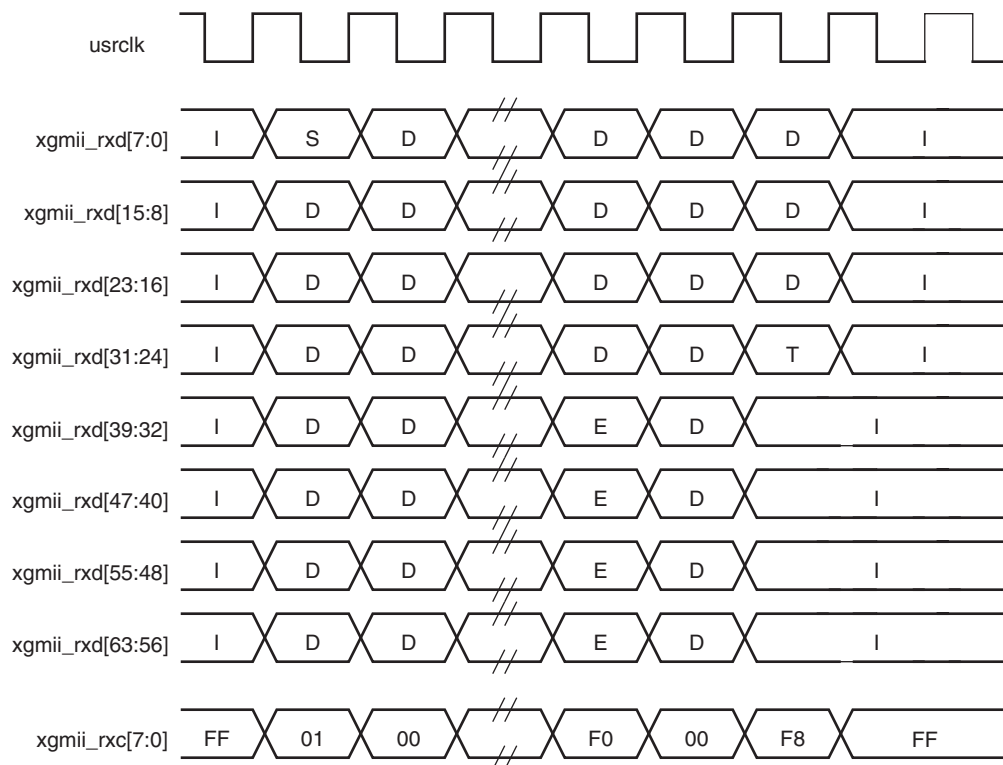 usrclk
xgmii_rxd[7:0] I S D D D D I
xgmii_rxd[15:8] I D D D D D I
xgmii_rxd[23:16] I D D D D D I
xgmii_rxd[31:24] I D D D D T I
xgmii_rxd[39:32] I D D E D I
xgmii_rxd[47:40] I D D E D I
xgmii_rxd[55:48] I D D E D I
xgmii_rxd[63:56] I D D E D I
xgmii_rxc[7:0] FF 01 00 F0 00 F8 FF